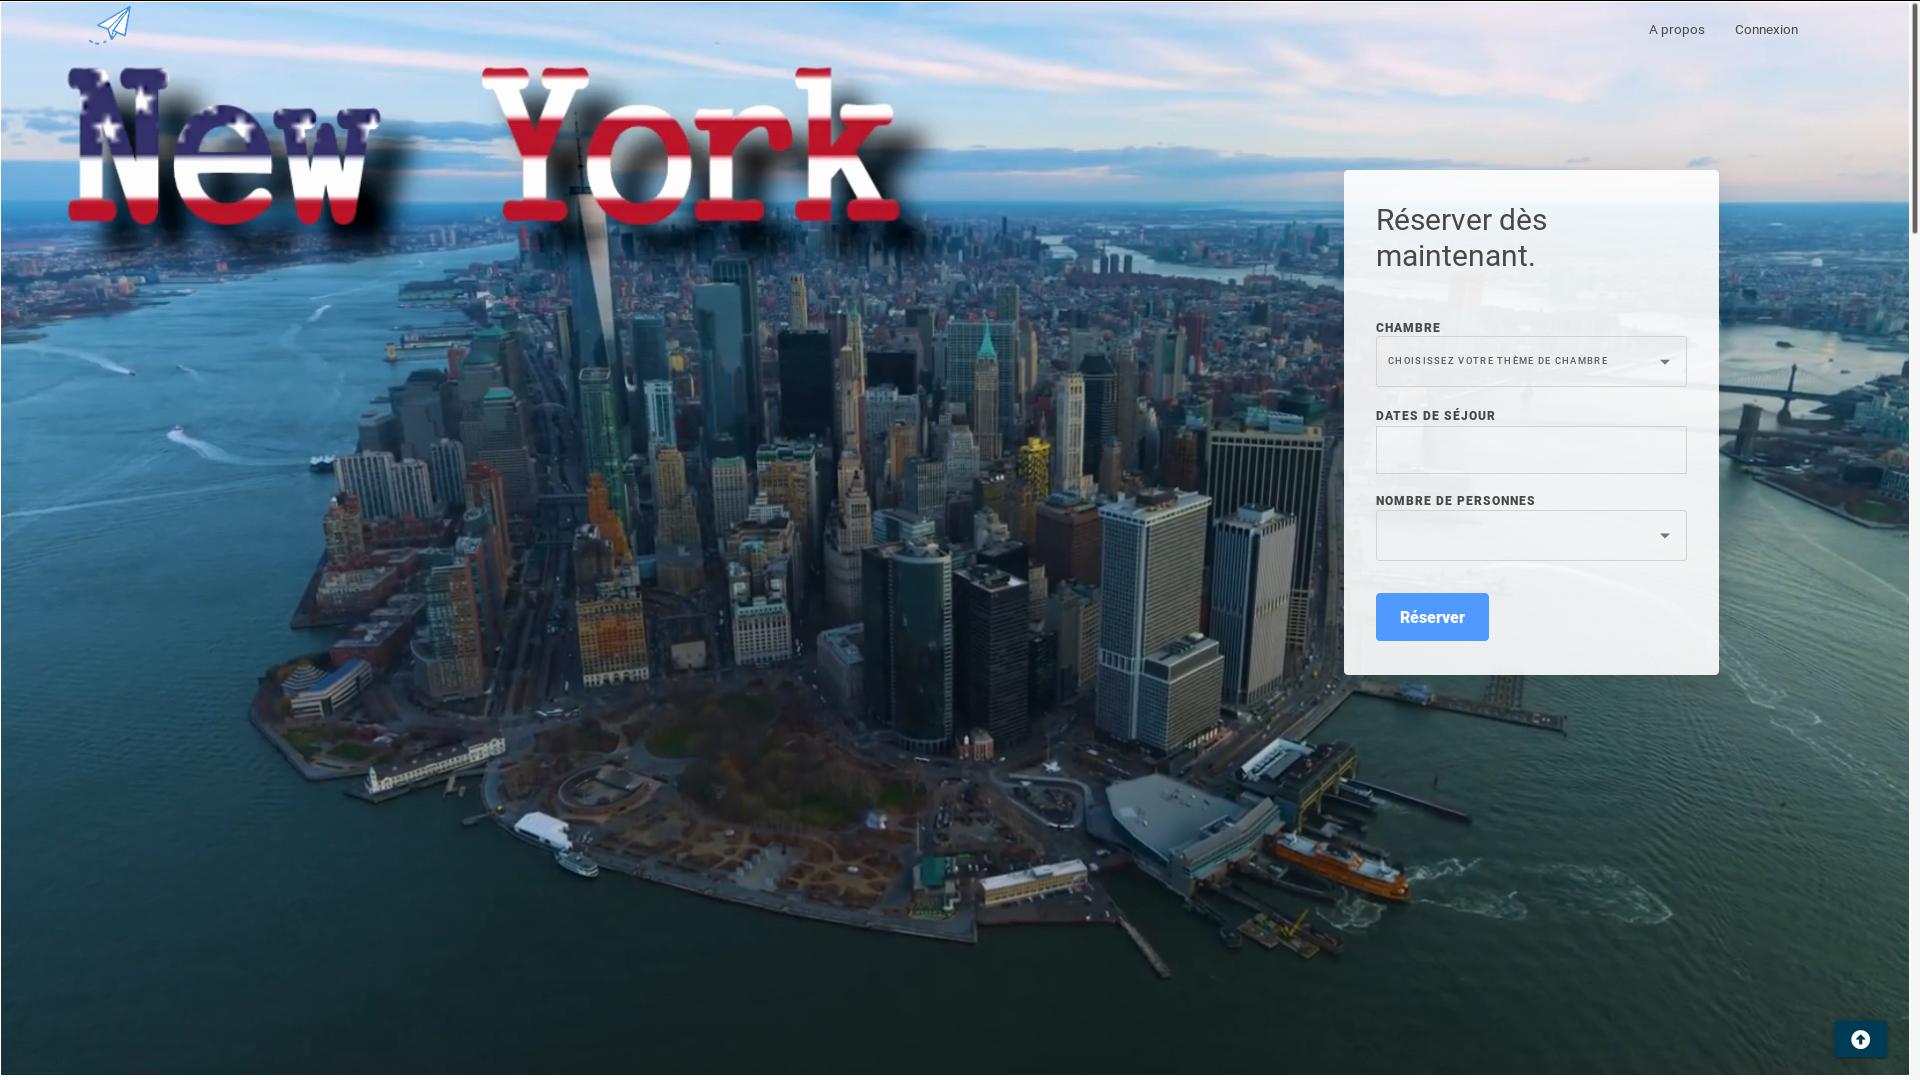 A propos
Connexion
New York
Réserver dès
maintenant.
CHAMBRE
CHOISISSEZ VOTRE THÈME DE CHAMBRE
DATES DE SÉJOUR
NOMBRE DE PERSONNES
Réserver